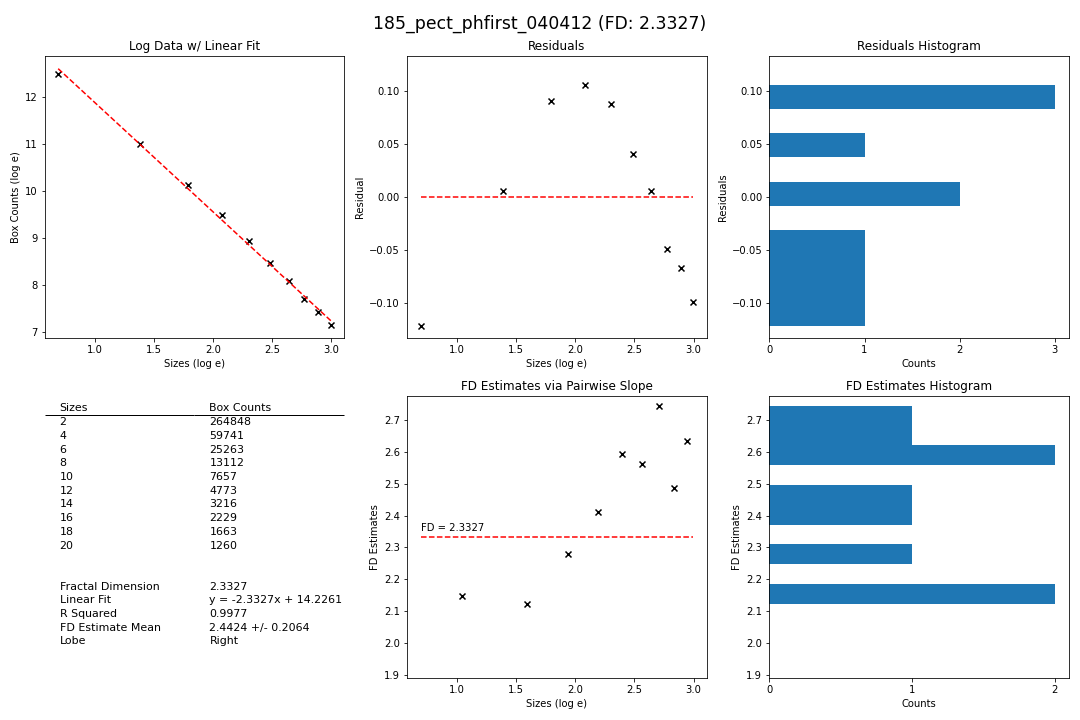 185_pect_phfirst_040412 (FD: 2.3327)
Log Data w/ Linear Fit
Box Counts (log e)
12
11
10
9
8
7
1.0 1.5 2.0 2.5 3.0
Sizes (log e)
Residuals
Residual
0.10
0.05
0.00
−0.05
−0.10
1.0 1.5 2.0 2.5 3.0
Sizes (log e)
Residuals Histogram
Residuals
0.10
0.05
0.00
−0.05
−0.10
0 1 2 3
Counts
Sizes Box Counts
2 264848
4 59741
6 25263
8 13112
10 7657
12 4773
14 3216
16 2229
18 1663
20 1260
Fractal Dimension 2.3327
Linear Fit y = -2.3327x + 14.2261
R Squared 0.9977
FD Estimate Mean 2.4424 +/- 0.2064
Lobe Right
FD Estimates via Pairwise Slope
FD Estimates
2.7
2.6
2.5
2.4
2.3
2.2
2.1
2.0
1.9
FD = 2.3327
1.0 1.5 2.0 2.5 3.0
Sizes (log e)
FD Estimates Histogram
FD Estimates
2.7
2.6
2.5
2.4
2.3
2.2
2.1
2.0
1.9
0 1 2
Counts